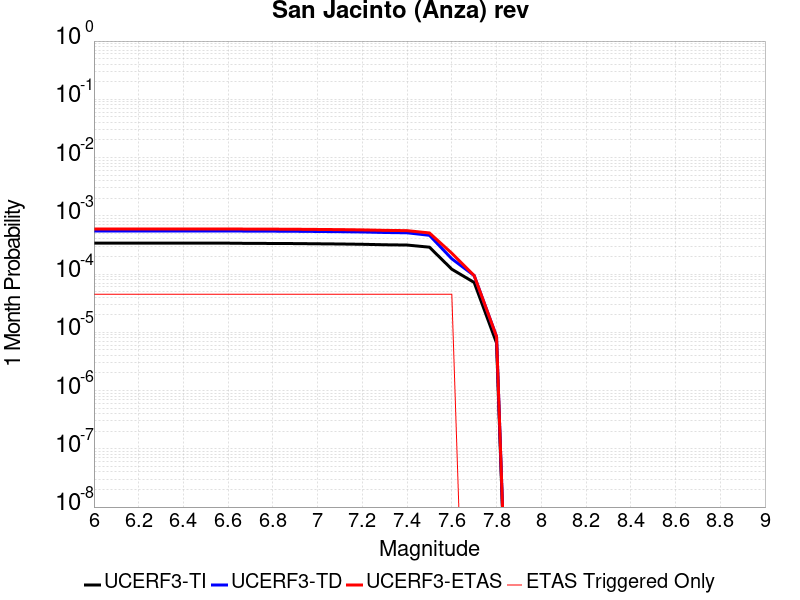 San Jacinto (Anza) rev
10^0
10^-1
10^-2
10^-3
10^-4
10^-5
10^-6
10^-7
10^-8
1 Month Probability
6 6.2 6.4 6.6 6.8 7 7.2 7.4 7.6 7.8 8 8.2 8.4 8.6 8.8 9
Magnitude
UCERF3-TI UCERF3-TD UCERF3-ETAS ETAS Triggered Only